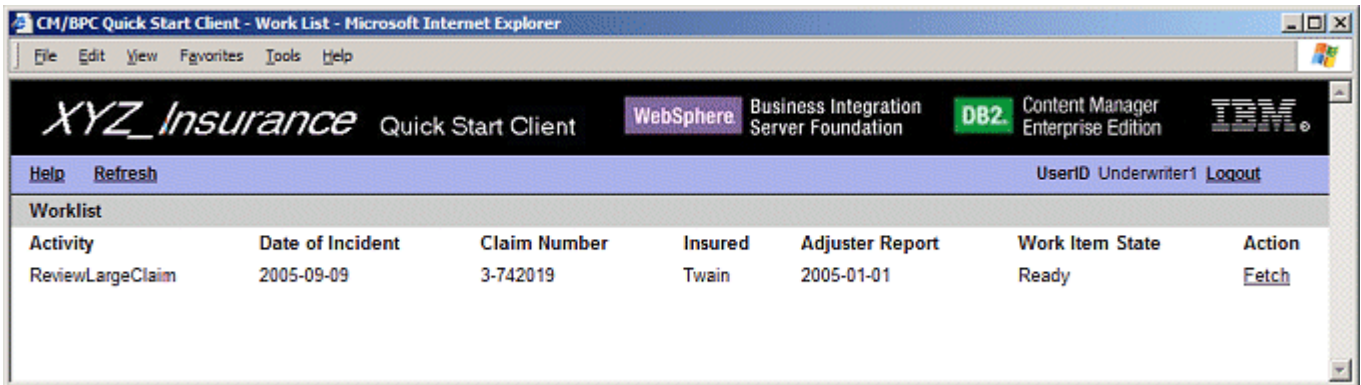 CM/BPC Quick Start Client - Work List - Microsoft Internet Explorer
File Edit View Favorites Tools Help
XYZ_Insurance Quick Start Client WebSphere. Business Integration Server Foundation DB2. Content Manager Enterprise Edition IBM.
Help Refresh UserID Underwriter1 Logout
Worklist
Activity Date of Incident Claim Number Insured Adjuster Report Work Item State Action
ReviewLargeClaim 2005-09-09 3-742019 Twain 2005-01-01 Ready Fetch